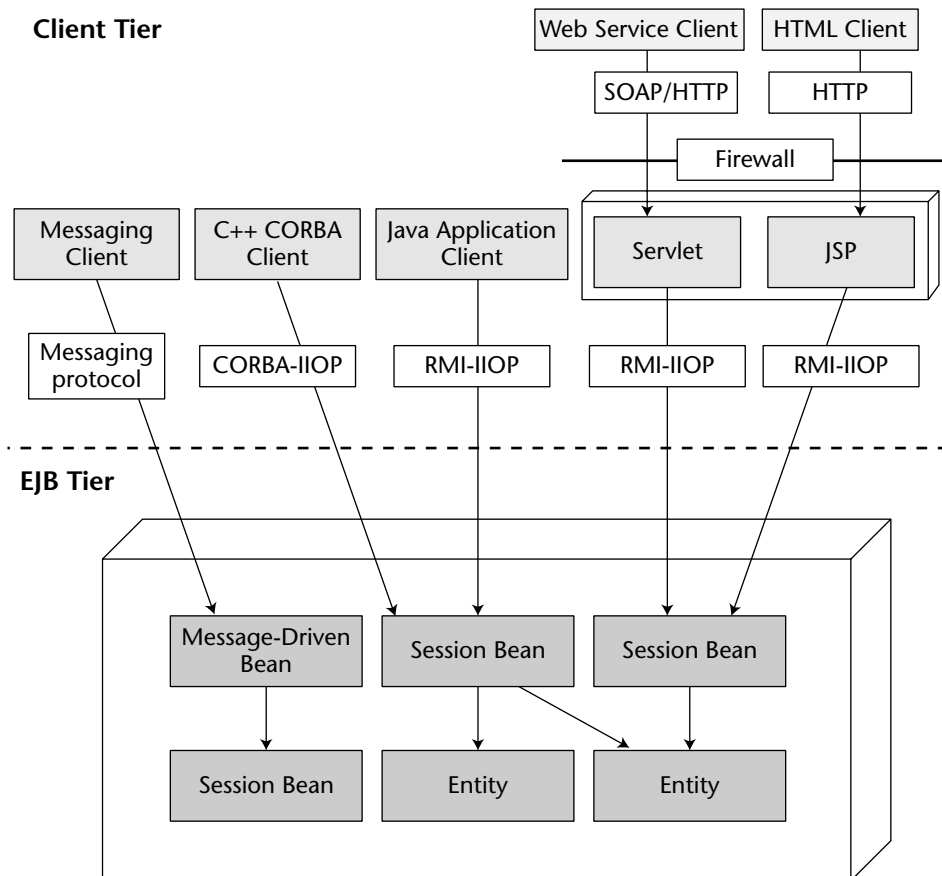 Client Tier
Web Service Client
HTML Client
SOAP/HTTP
HTTP
Firewall
Messaging
Client
C++ CORBA
Client
Java Application
Client
Servlet
JSP
Messaging
protocol
CORBA-IIOP
RMI-IIOP
RMI-IIOP
RMI-IIOP
EJB Tier
Message-Driven
Bean
Session Bean
Session Bean
Session Bean
Entity
Entity